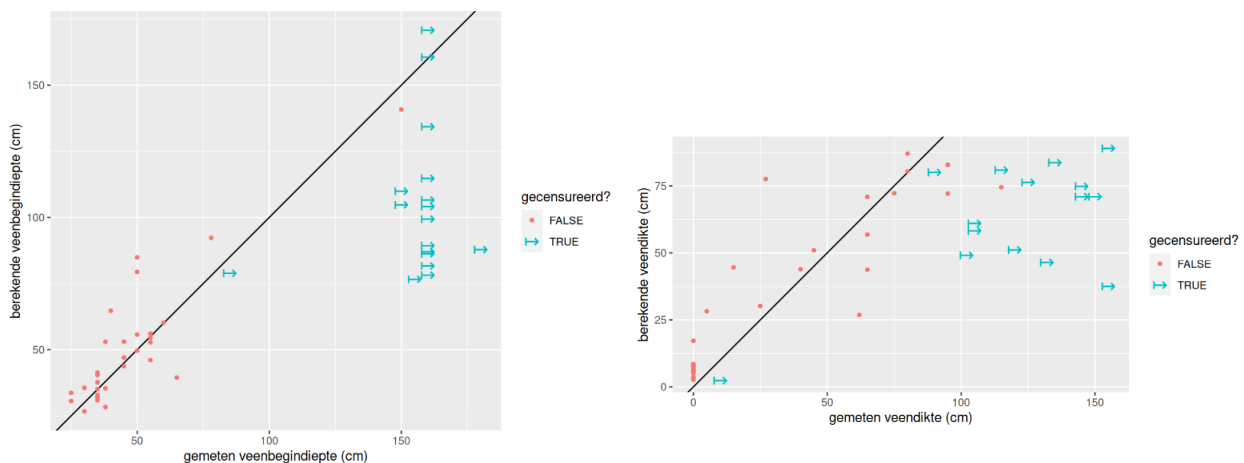 150
100
50
berekende veenbegindiepte (cm)
50
100
150
gemeten veenbegindiepte (cm)
gecensureerd?
FALSE
TRUE
75
50
25
0
berekende veendikte (cm)
0
50
100
150
gemeten veendikte (cm)
gecensureerd?
FALSE
TRUE